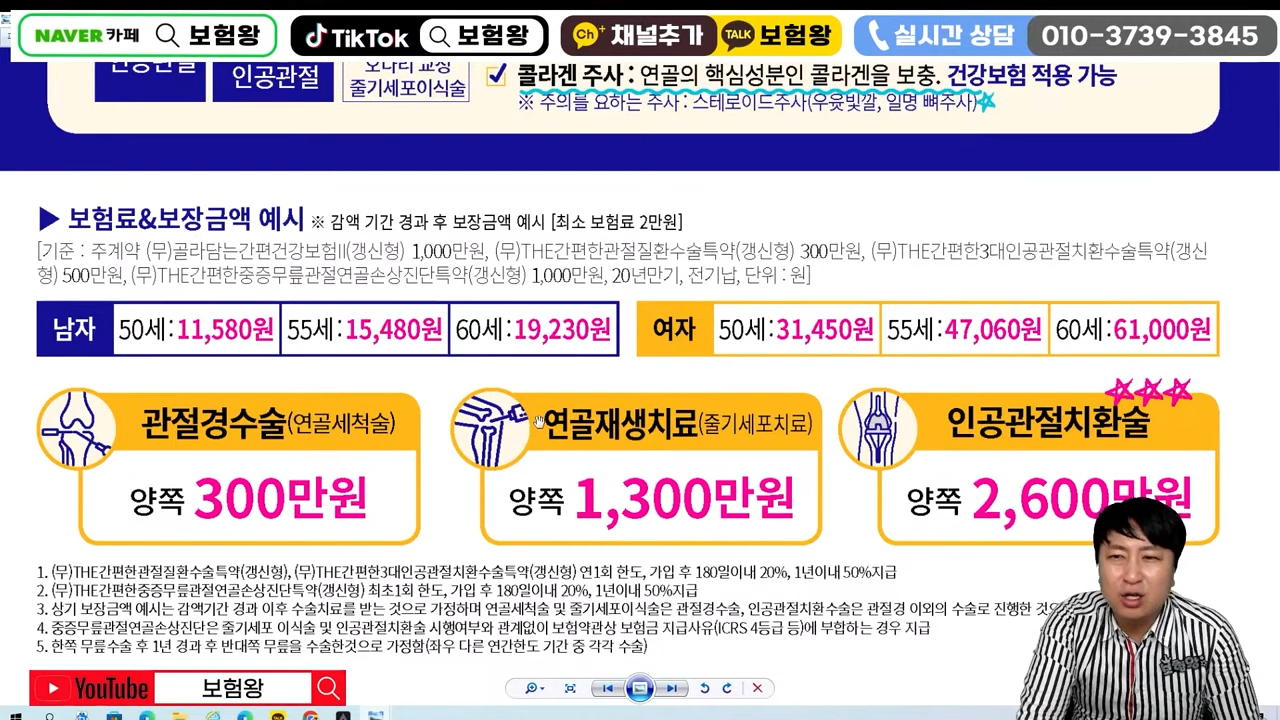 NAVER 카페 보험왕
TikTok 보험왕
Ch+ 채널추가 TALK 보험왕
실시간 상담 010-3739-3845
인공관절
오다리 교정
줄기세포이식술
콜라겐 주사 : 연골의 핵심성분인 콜라겐을 보충. 건강보험 적용 가능
※ 주의를 요하는 주사 : 스테로이드주사(우윳빛깔, 일명 뼈주사)
▶ 보험료&보장금액 예시 ※ 감액 기간 경과 후 보장금액 예시 [최소 보험료 2만원]
[기준 : 주계약 (무)골라담는간편건강보험II(갱신형) 1,000만원, (무)THE간편한관절질환수술특약(갱신형) 300만원, (무)THE간편한3대인공관절치환수술특약(갱신
형) 500만원, (무)THE간편한중증무릎관절연골손상진단특약(갱신형) 1,000만원, 20년만기, 전기납, 단위 : 원]
남자 50세:11,580원 55세:15,480원 60세:19,230원
여자 50세:31,450원 55세:47,060원 60세:61,000원
관절경수술(연골세척술)
양쪽 300만원
연골재생치료(줄기세포치료)
양쪽 1,300만원
인공관절치환술
양쪽 2,600만원
1. (무)THE간편한관절질환수술특약(갱신형), (무)THE간편한3대인공관절치환수술특약(갱신형) 연1회 한도, 가입 후 180일이내 20%, 1년이내 50%지급
2. (무)THE간편한중증무릎관절연골손상진단특약(갱신형) 최초1회 한도, 가입 후 180일이내 20%, 1년이내 50%지급
3. 상기 보장금액 예시는 감액기간 경과 이후 수술치료를 받는 것으로 가정하며 연골세척술 및 줄기세포이식술은 관절경수술, 인공관절치환수술은 관절경 이외의 수술로 진행한 것으
4. 중증무릎관절연골손상진단은 줄기세포 이식술 및 인공관절치환술 시행여부와 관계없이 보험약관상 보험금 지급사유(ICRS 4등급 등)에 부합하는 경우 지급
5. 한쪽 무릎수술 후 1년 경과 후 반대쪽 무릎을 수술한것으로 가정함(좌우 다른 연간한도 기간 중 각각 수술)
YouTube 보험왕